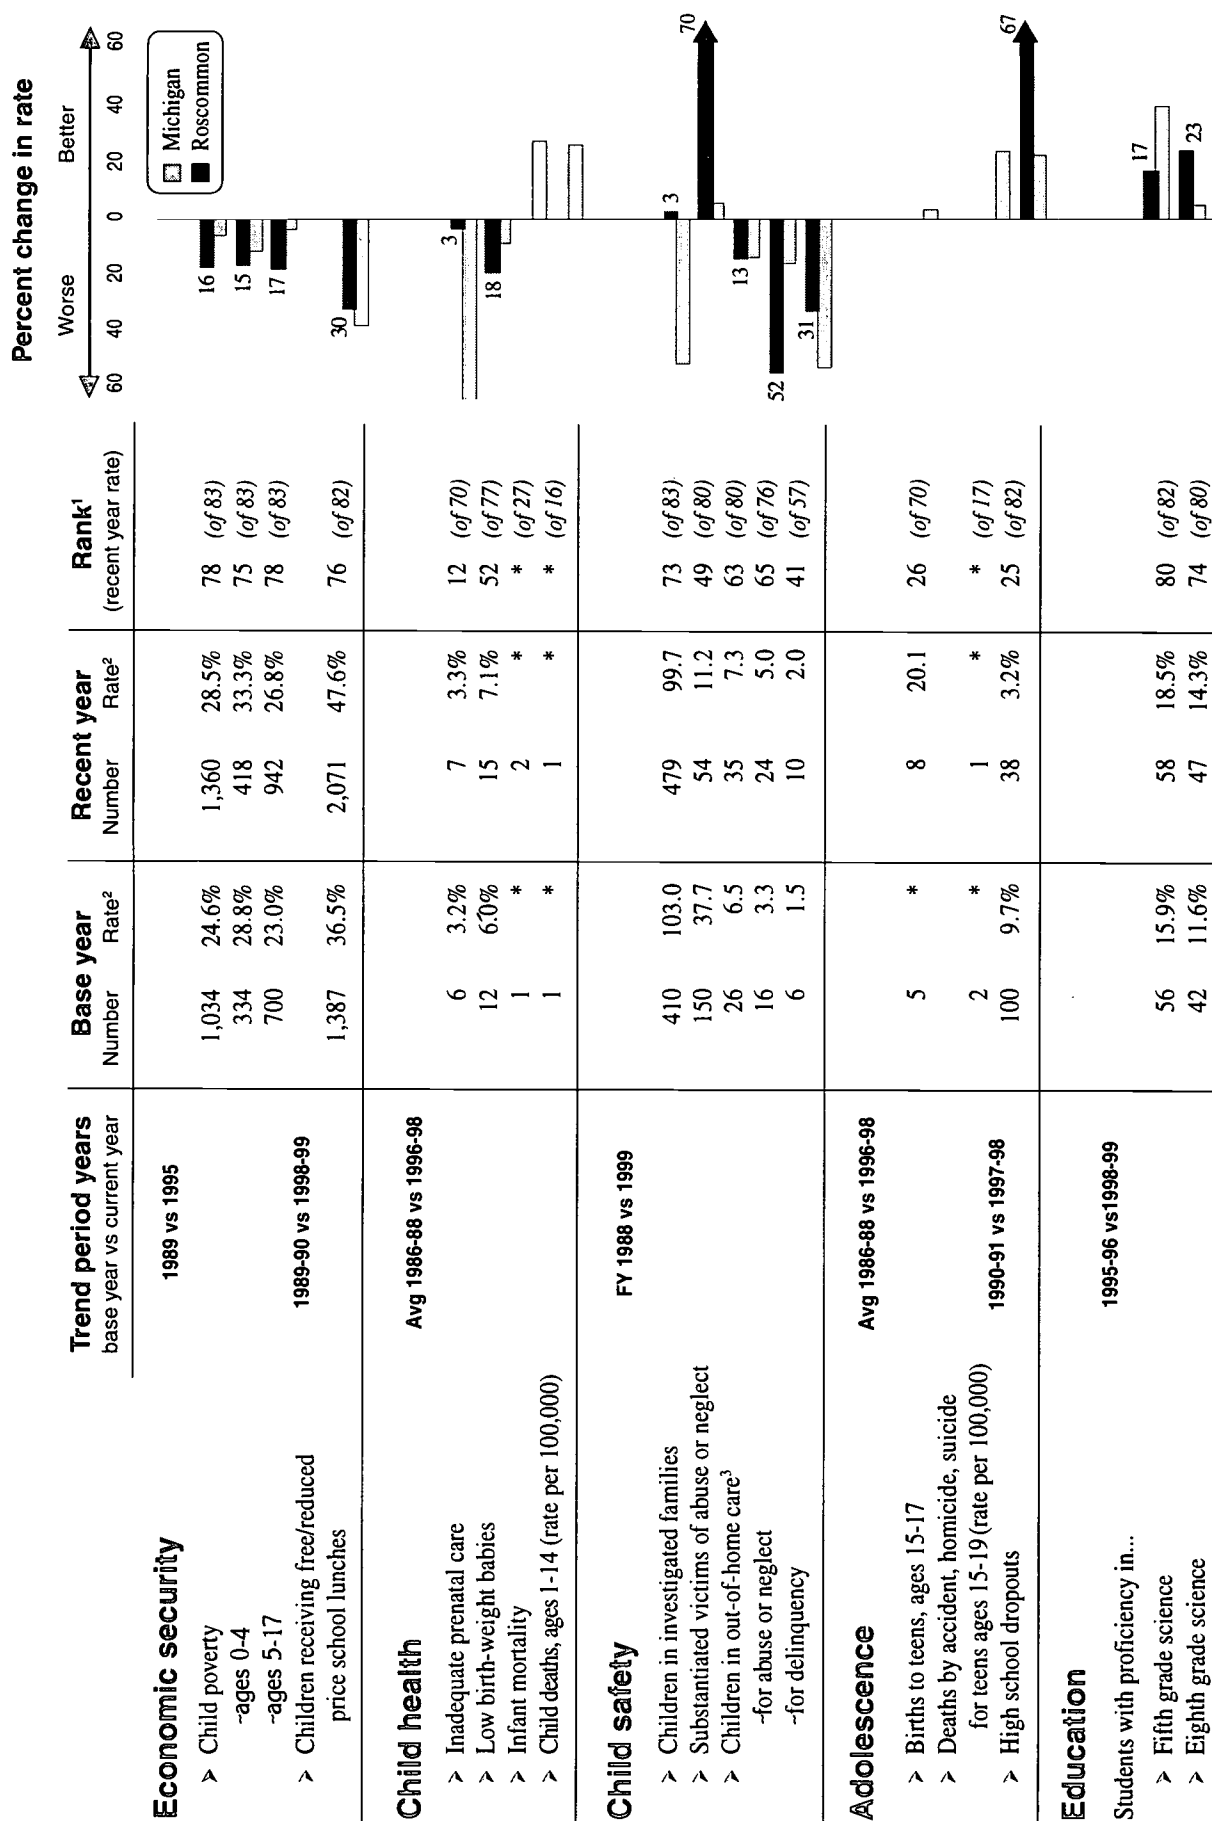 Trend period years Base year Recent year Rank¹ Percent change in rate
base year vs current year Number Rate² Number Rate² (recent year rate) Worse Better
60 40 20 0 20 40 60
Michigan
Roscommon
Economic security
1989 vs 1995
➢ Child poverty 1,034 24.6% 1,360 28.5% 78 (of 83) 16
~ages 0-4 334 28.8% 418 33.3% 75 (of 83) 15
~ages 5-17 700 23.0% 942 26.8% 78 (of 83) 17
➢ Children receiving free/reduced 1989-90 vs 1998-99
price school lunches 1,387 36.5% 2,071 47.6% 76 (of 82) 30
Child health
Avg 1986-88 vs 1996-98
➢ Inadequate prenatal care 6 3.2% 7 3.3% 12 (of 70) 3
➢ Low birth-weight babies 12 6.0% 15 7.1% 52 (of 77) 18
➢ Infant mortality 1 * 2 * * (of 27)
➢ Child deaths, ages 1-14 (rate per 100,000) 1 * 1 * * (of 16)
Child safety
FY 1988 vs 1999
➢ Children in investigated families 410 103.0 479 99.7 73 (of 83) 3
➢ Substantiated victims of abuse or neglect 150 37.7 54 11.2 49 (of 80) 70
➢ Children in out-of-home care³ 26 6.5 35 7.3 63 (of 80) 13
~for abuse or neglect 16 3.3 24 5.0 65 (of 76) 52
~for delinquency 6 1.5 10 2.0 41 (of 57) 31
Adolescence
Avg 1986-88 vs 1996-98
➢ Births to teens, ages 15-17 5 * 8 20.1 26 (of 70)
➢ Deaths by accident, homicide, suicide
for teens ages 15-19 (rate per 100,000) 2 * 1 * * (of 17)
➢ High school dropouts 1990-91 vs 1997-98 100 9.7% 38 3.2% 25 (of 82) 67
Education
1995-96 vs1998-99
Students with proficiency in...
➢ Fifth grade science 56 15.9% 58 18.5% 80 (of 82) 17
➢ Eighth grade science 42 11.6% 47 14.3% 74 (of 80) 23